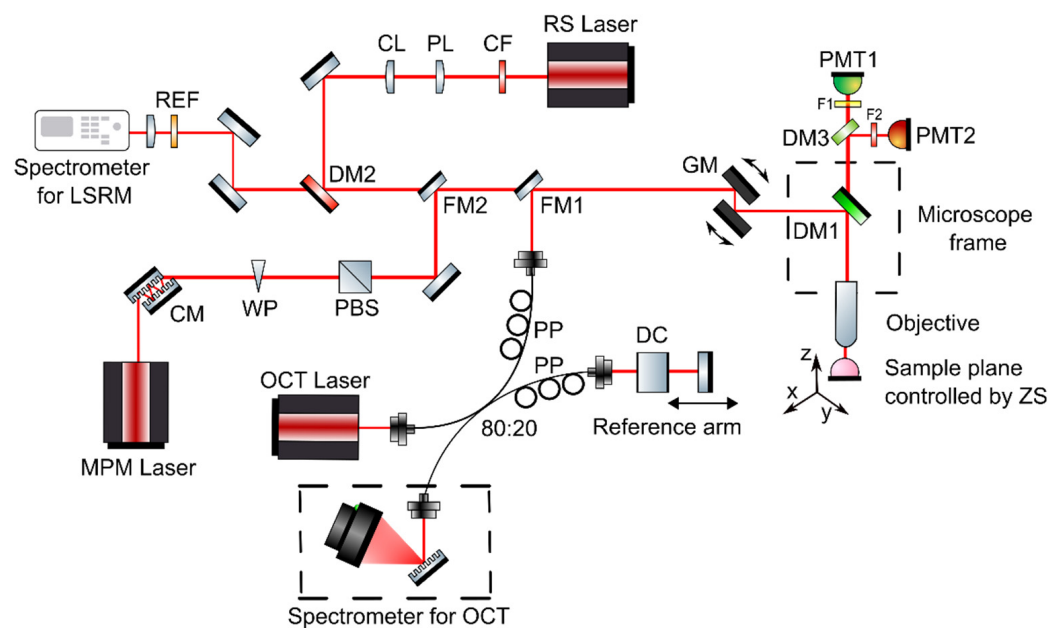 RS Laser
CL
PL
CF
PMT1
REF
F1
F2
DM3
PMT2
Spectrometer
for LSRM
DM2
FM2
FM1
GM
DM1
Microscope
frame
CM
WP
PBS
PP
PP
DC
Objective
z
x
y
Sample plane
controlled by ZS
OCT Laser
80:20
Reference arm
MPM Laser
Spectrometer for OCT